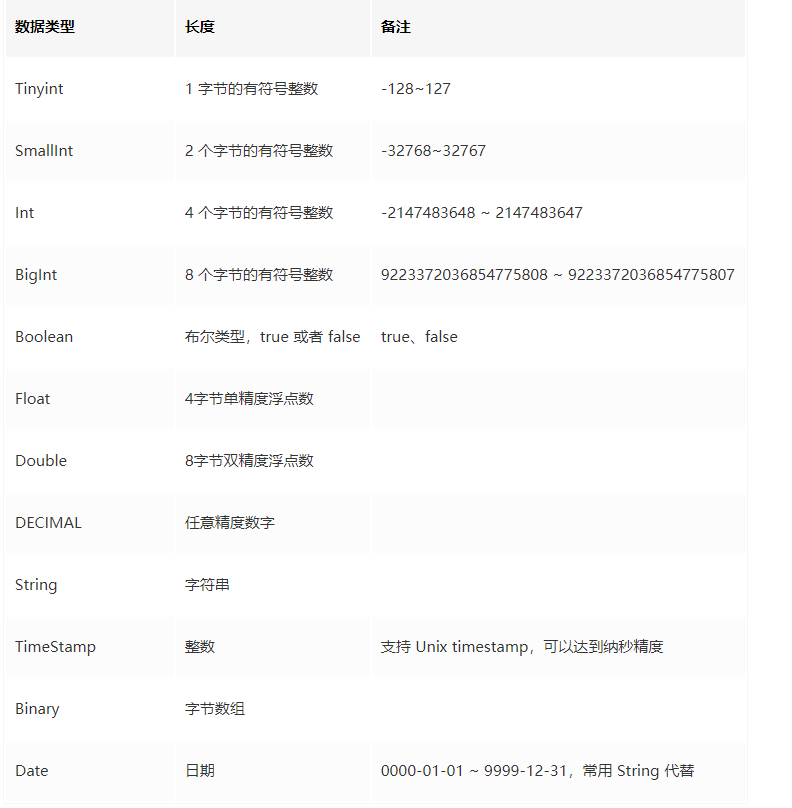 数据类型 长度 备注
Tinyint 1 字节的有符号整数 -128~127
SmallInt 2 个字节的有符号整数 -32768~32767
Int 4 个字节的有符号整数 -2147483648 ~ 2147483647
BigInt 8 个字节的有符号整数 9223372036854775808 ~ 9223372036854775807
Boolean 布尔类型，true 或者 false true、false
Float 4字节单精度浮点数
Double 8字节双精度浮点数
DECIMAL 任意精度数字
String 字符串
TimeStamp 整数 支持 Unix timestamp，可以达到纳秒精度
Binary 字节数组
Date 日期 0000-01-01 ~ 9999-12-31，常用 String 代替